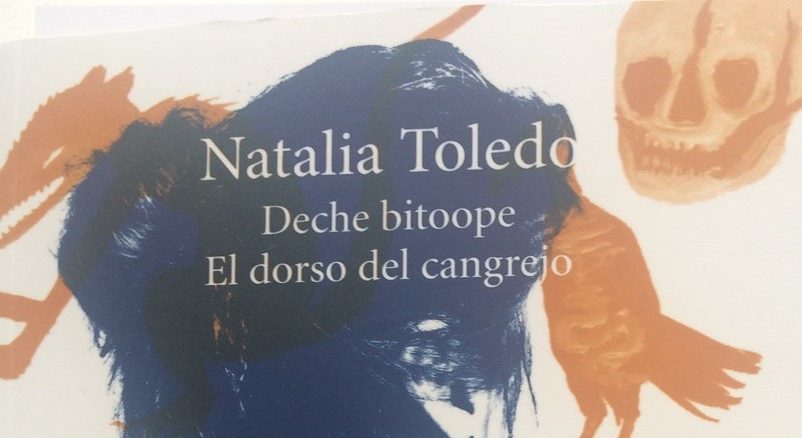 Natalia Toledo
Deche bitoope
El dorso del cangrejo